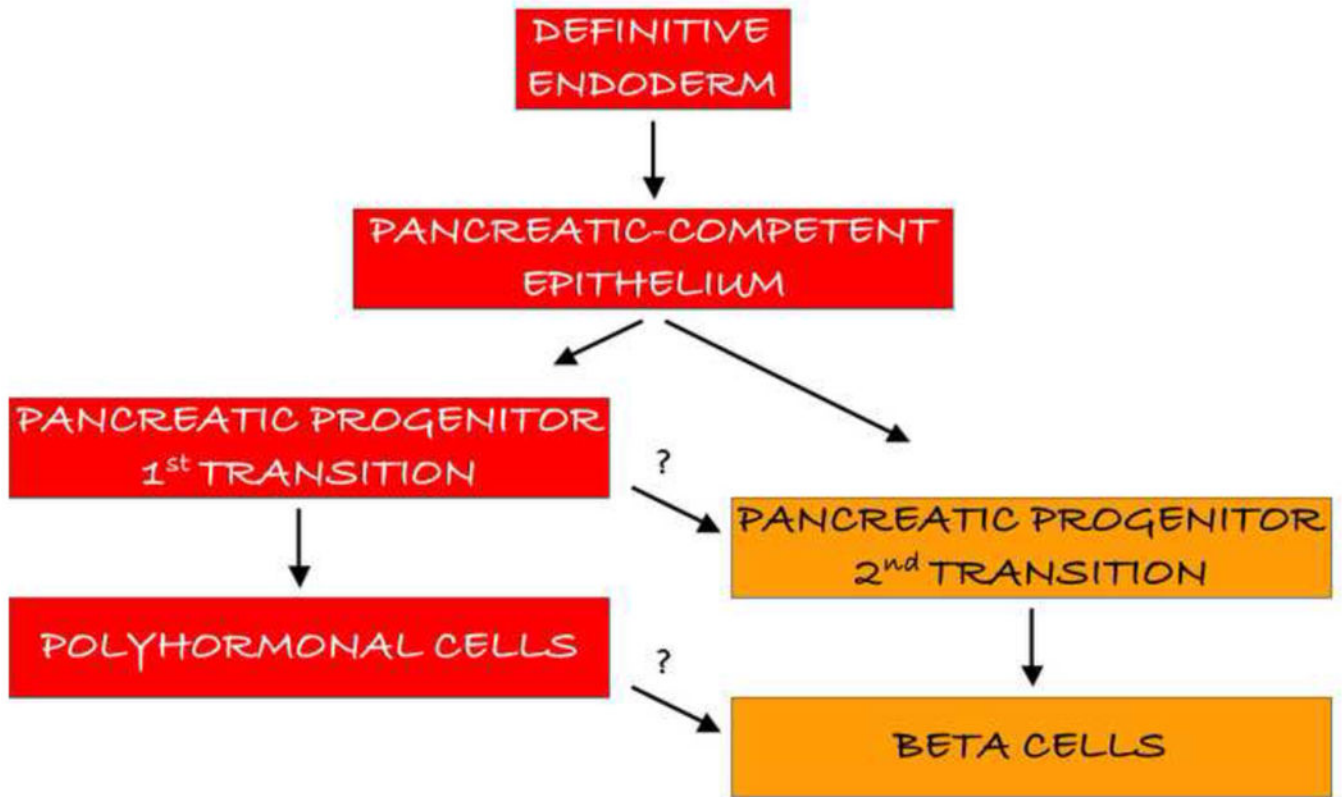 DEFINITIVE
ENDODERM
PANCREATIC-COMPETENT
EPITHELIUM
PANCREATIC PROGENITOR
1st TRANSITION
?
PANCREATIC PROGENITOR
2nd TRANSITION
POLYHORMONAL CELLS
?
BETA CELLS